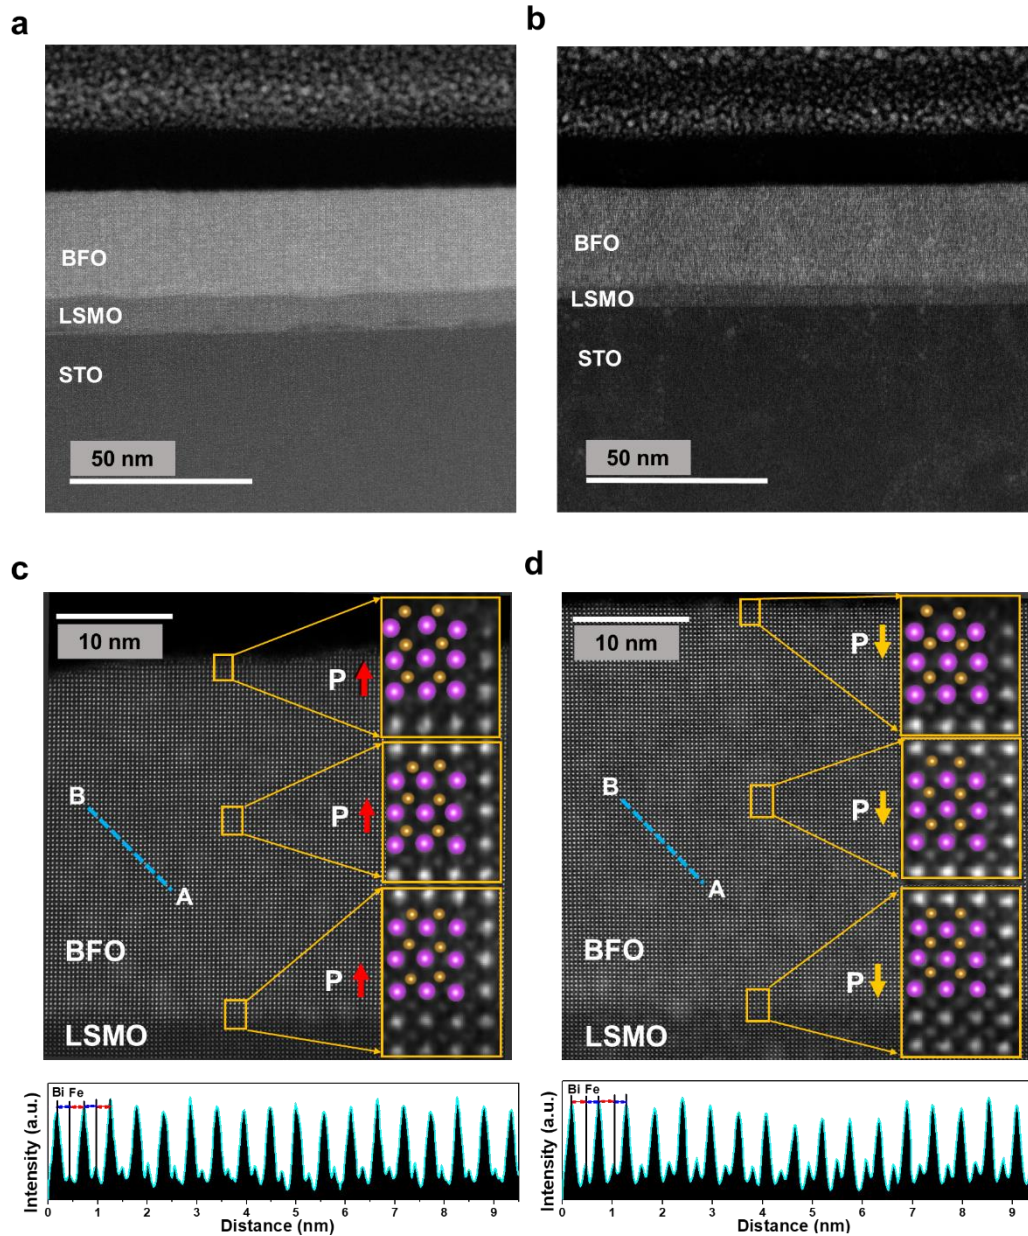 a
b
BFO
LSMO
STO
50 nm
BFO
LSMO
STO
50 nm
c
d
10 nm
P
P
P
B
A
BFO
LSMO
10 nm
P
P
P
B
A
BFO
LSMO
Intensity (a.u.)
Bi Fe
0 1 2 3 4 5 6 7 8 9
Distance (nm)
Intensity (a.u.)
Bi Fe
0 1 2 3 4 5 6 7 8 9
Distance (nm)